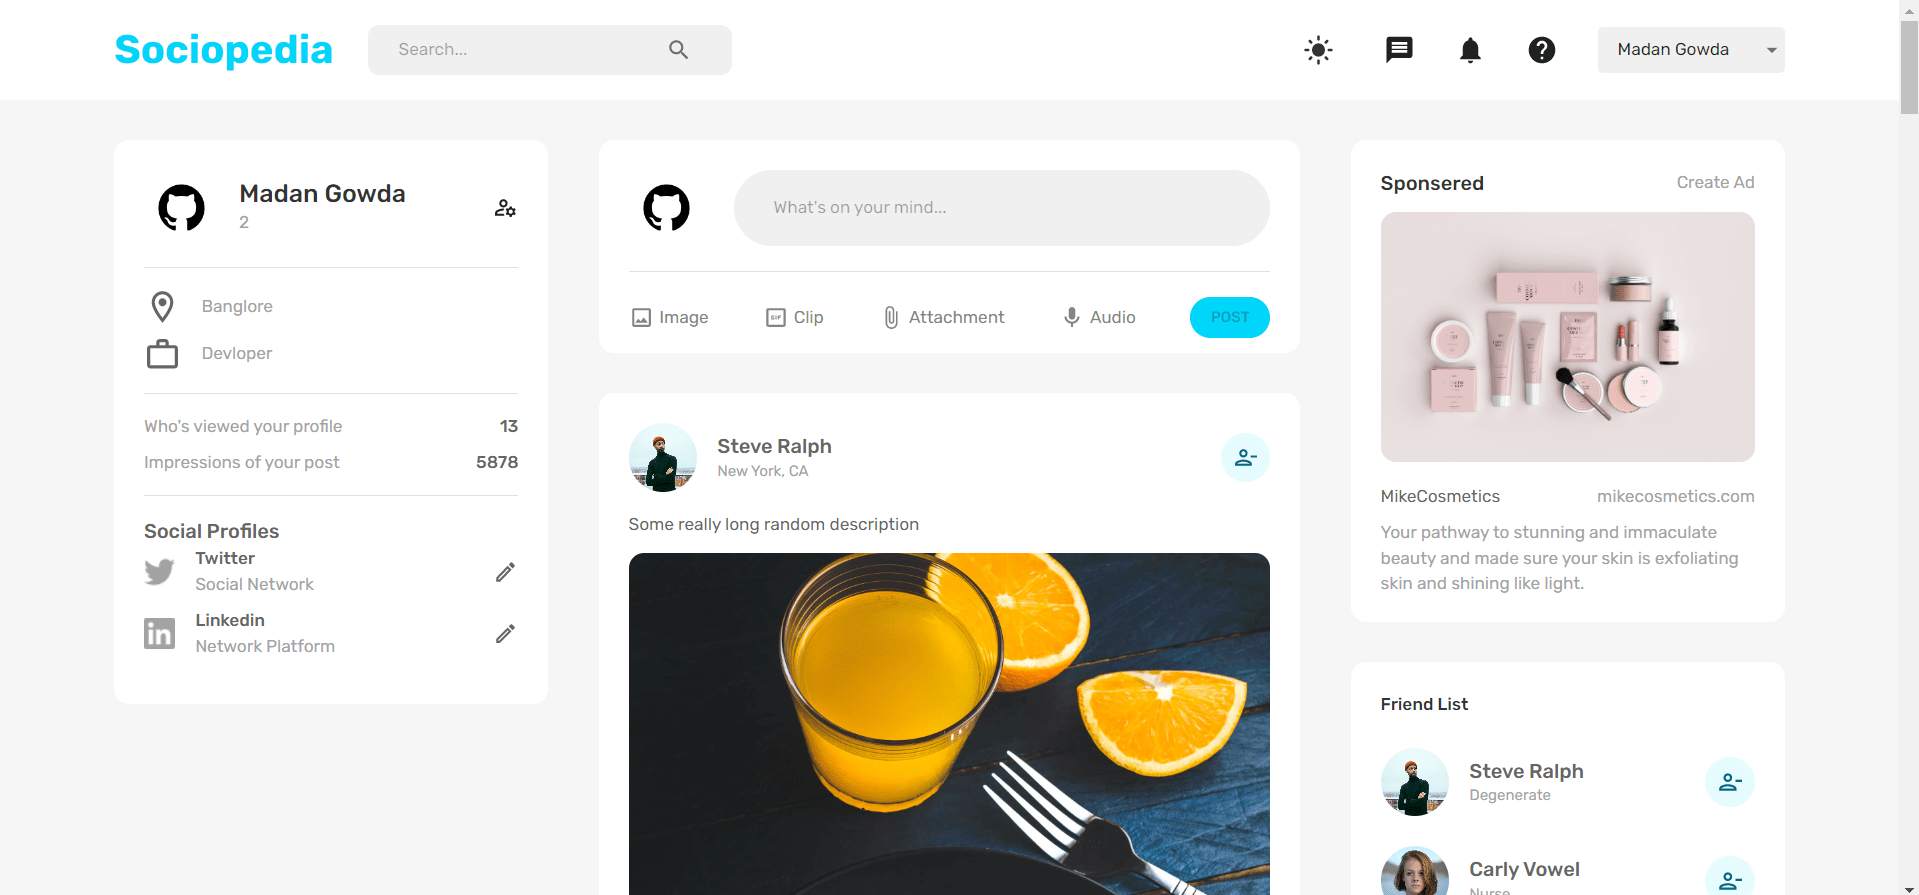 Sociopedia
Search...
Madan Gowda
Madan Gowda
2
Banglore
Devloper
Who's viewed your profile 13
Impressions of your post 5878
Social Profiles
Twitter
Social Network
Linkedin
Network Platform
What's on your mind...
Image GIF Clip Attachment Audio POST
Steve Ralph
New York, CA
Some really long random description
Sponsered Create Ad
MikeCosmetics mikecosmetics.com
Your pathway to stunning and immaculate
beauty and made sure your skin is exfoliating
skin and shining like light.
Friend List
Steve Ralph
Degenerate
Carly Vowel
Nurse